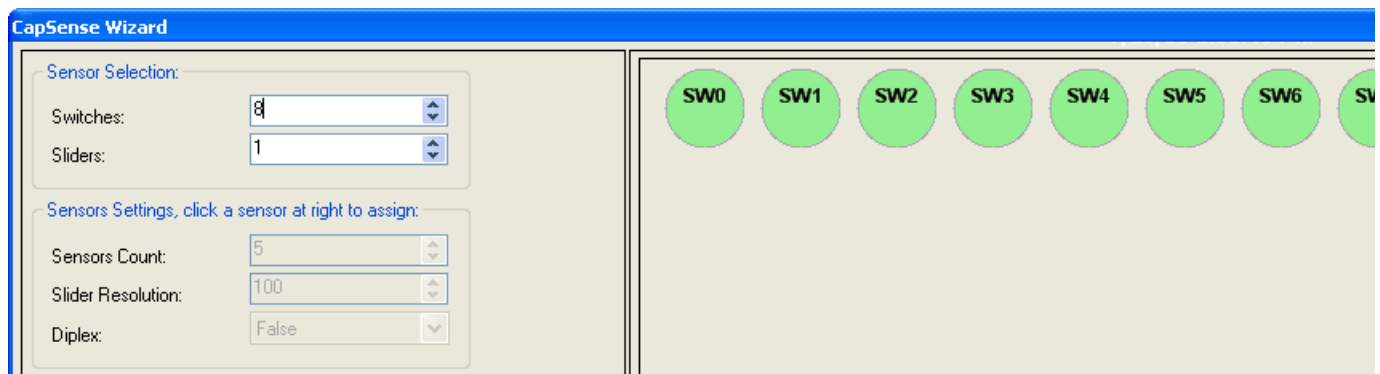 CapSense Wizard
Sensor Selection:
Switches: 8
Sliders: 1
Sensors Settings, click a sensor at right to assign:
Sensors Count: 5
Slider Resolution: 100
Diplex: False
SW0 SW1 SW2 SW3 SW4 SW5 SW6